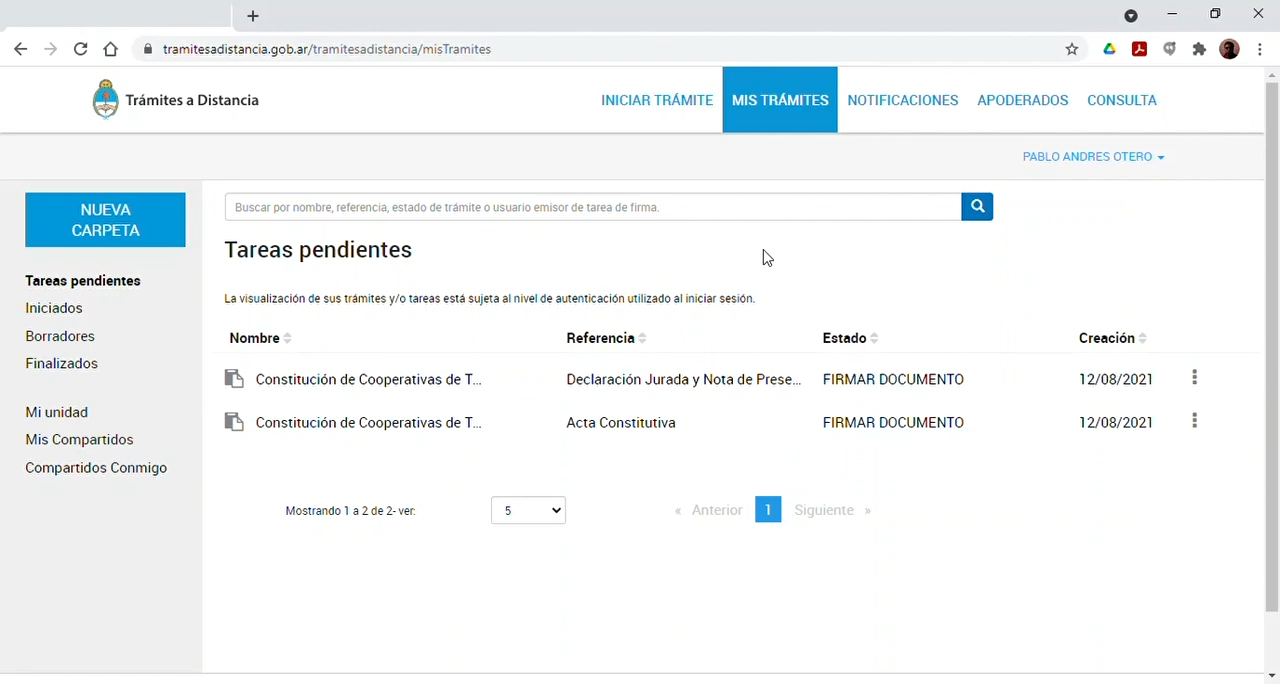 tramitesadistancia.gob.ar/tramitesadistancia/misTramites
Trámites a Distancia
INICIAR TRÁMITE
MIS TRÁMITES
NOTIFICACIONES
APODERADOS
CONSULTA
PABLO ANDRES OTERO
NUEVA
CARPETA
Tareas pendientes
Iniciados
Borradores
Finalizados
Mi unidad
Mis Compartidos
Compartidos Conmigo
Buscar por nombre, referencia, estado de trámite o usuario emisor de tarea de firma.
Tareas pendientes
La visualización de sus trámites y/o tareas está sujeta al nivel de autenticación utilizado al iniciar sesión.
Nombre Referencia Estado Creación
Constitución de Cooperativas de T... Declaración Jurada y Nota de Prese... FIRMAR DOCUMENTO 12/08/2021
Constitución de Cooperativas de T... Acta Constitutiva FIRMAR DOCUMENTO 12/08/2021
Mostrando 1 a 2 de 2- ver: 5 « Anterior 1 Siguiente »